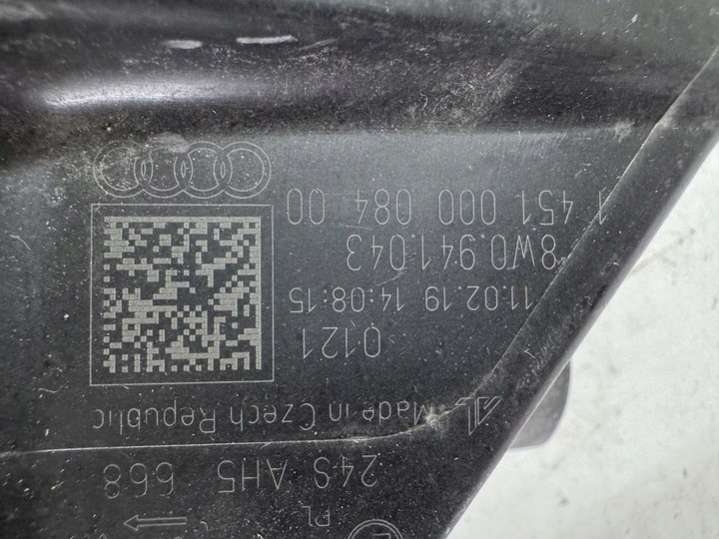 PL
24S AH5 668
AL Made in Czech Republic
0121
11.02.19 14:08:15
8W0.941.043
1 451 000 084 00